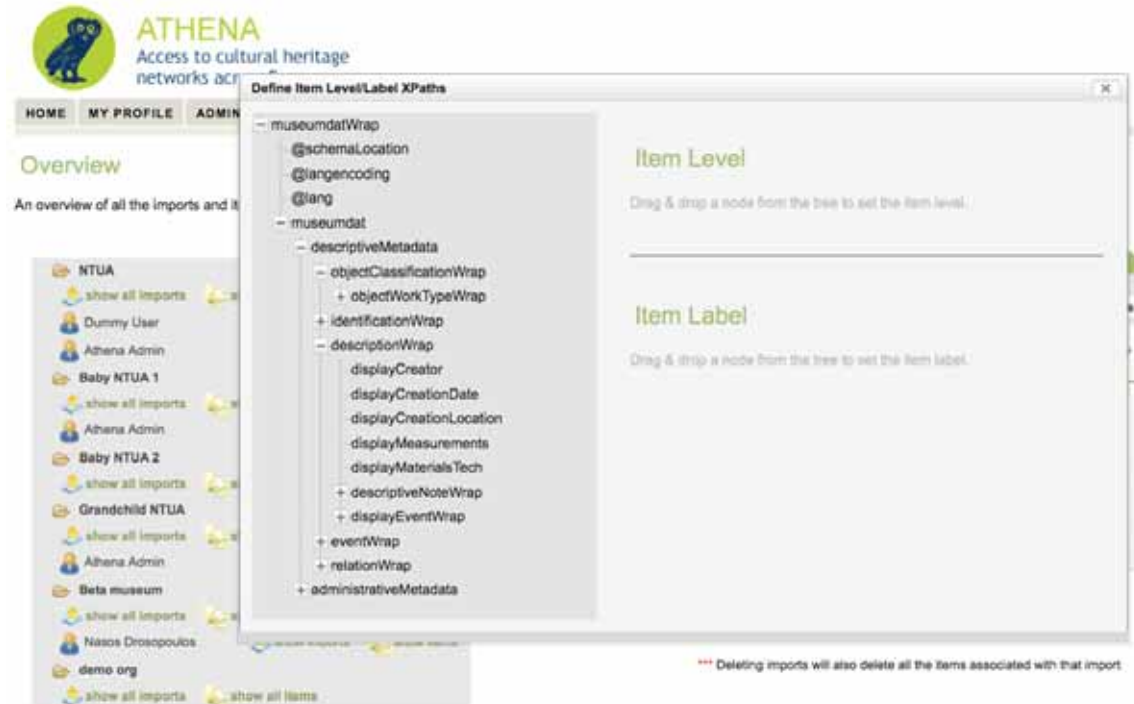 ATHENA
Access to cultural heritage
networks acr
HOME MY PROFILE ADMIN
Overview
An overview of all the imports and it
NTUA
show all imports
Dummy User
Athena Admin
Baby NTUA 1
show all imports
Athena Admin
Baby NTUA 2
show all imports
Grandchild NTUA
show all imports
Athena Admin
Beta museum
show all imports
Nasos Drosopoulos
demo org
show all imports show all items
Define Item Level/Label XPaths
museumdatWrap
@schemaLocation
@langencoding
@lang
museumdat
descriptiveMetadata
objectClassificationWrap
objectWorkTypeWrap
identificationWrap
descriptionWrap
displayCreator
displayCreationDate
displayCreationLocation
displayMeasurements
displayMaterialsTech
descriptiveNoteWrap
displayEventWrap
eventWrap
relationWrap
administrativeMetadata
Item Level
Drag & drop a node from the tree to set the item level.
Item Label
Drag & drop a node from the tree to set the item label.
*** Deleting imports will also delete all the items associated with that import